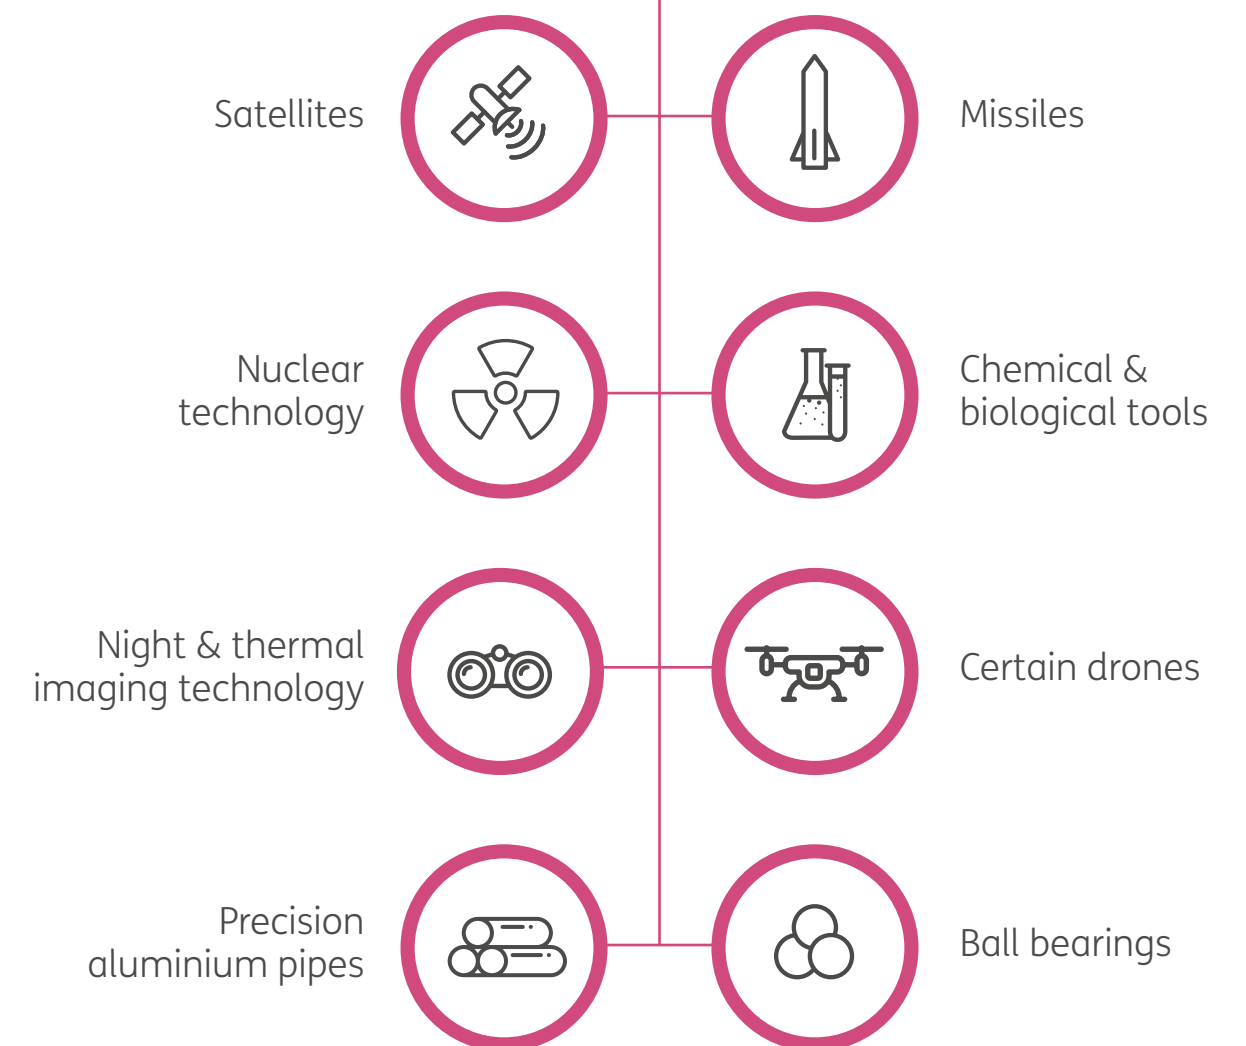 Satellites
Missiles
Nuclear
technology
Chemical &
biological tools
Night & thermal
imaging technology
Certain drones
Precision
aluminium pipes
Ball bearings